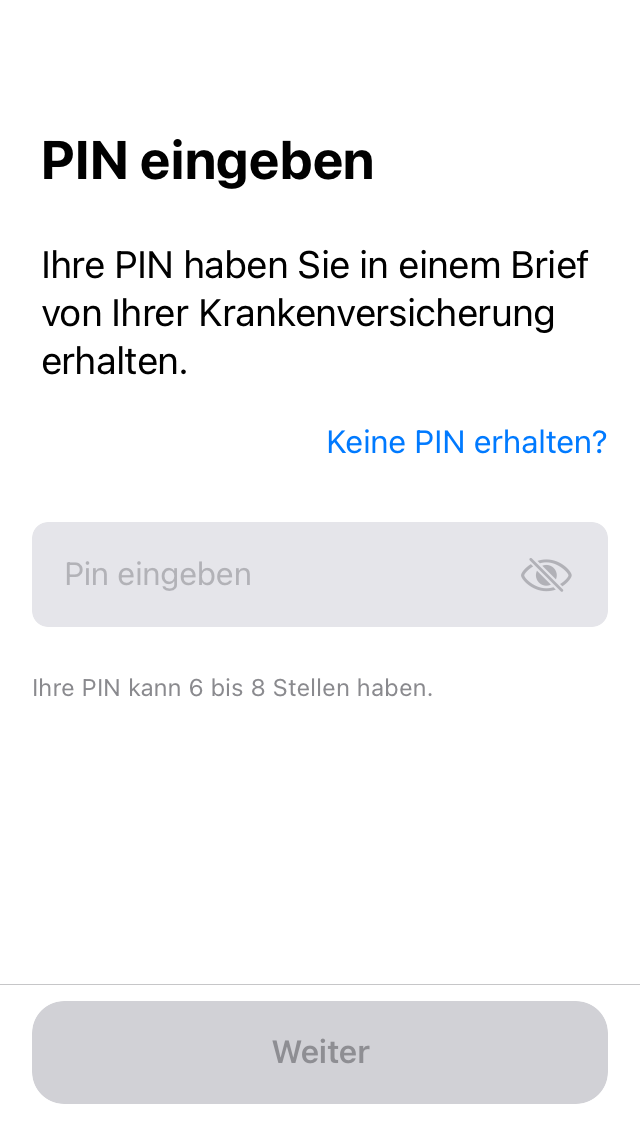 PIN eingeben
Ihre PIN haben Sie in einem Brief
von Ihrer Krankenversicherung
erhalten.
Keine PIN erhalten?
Pin eingeben
Ihre PIN kann 6 bis 8 Stellen haben.
Weiter